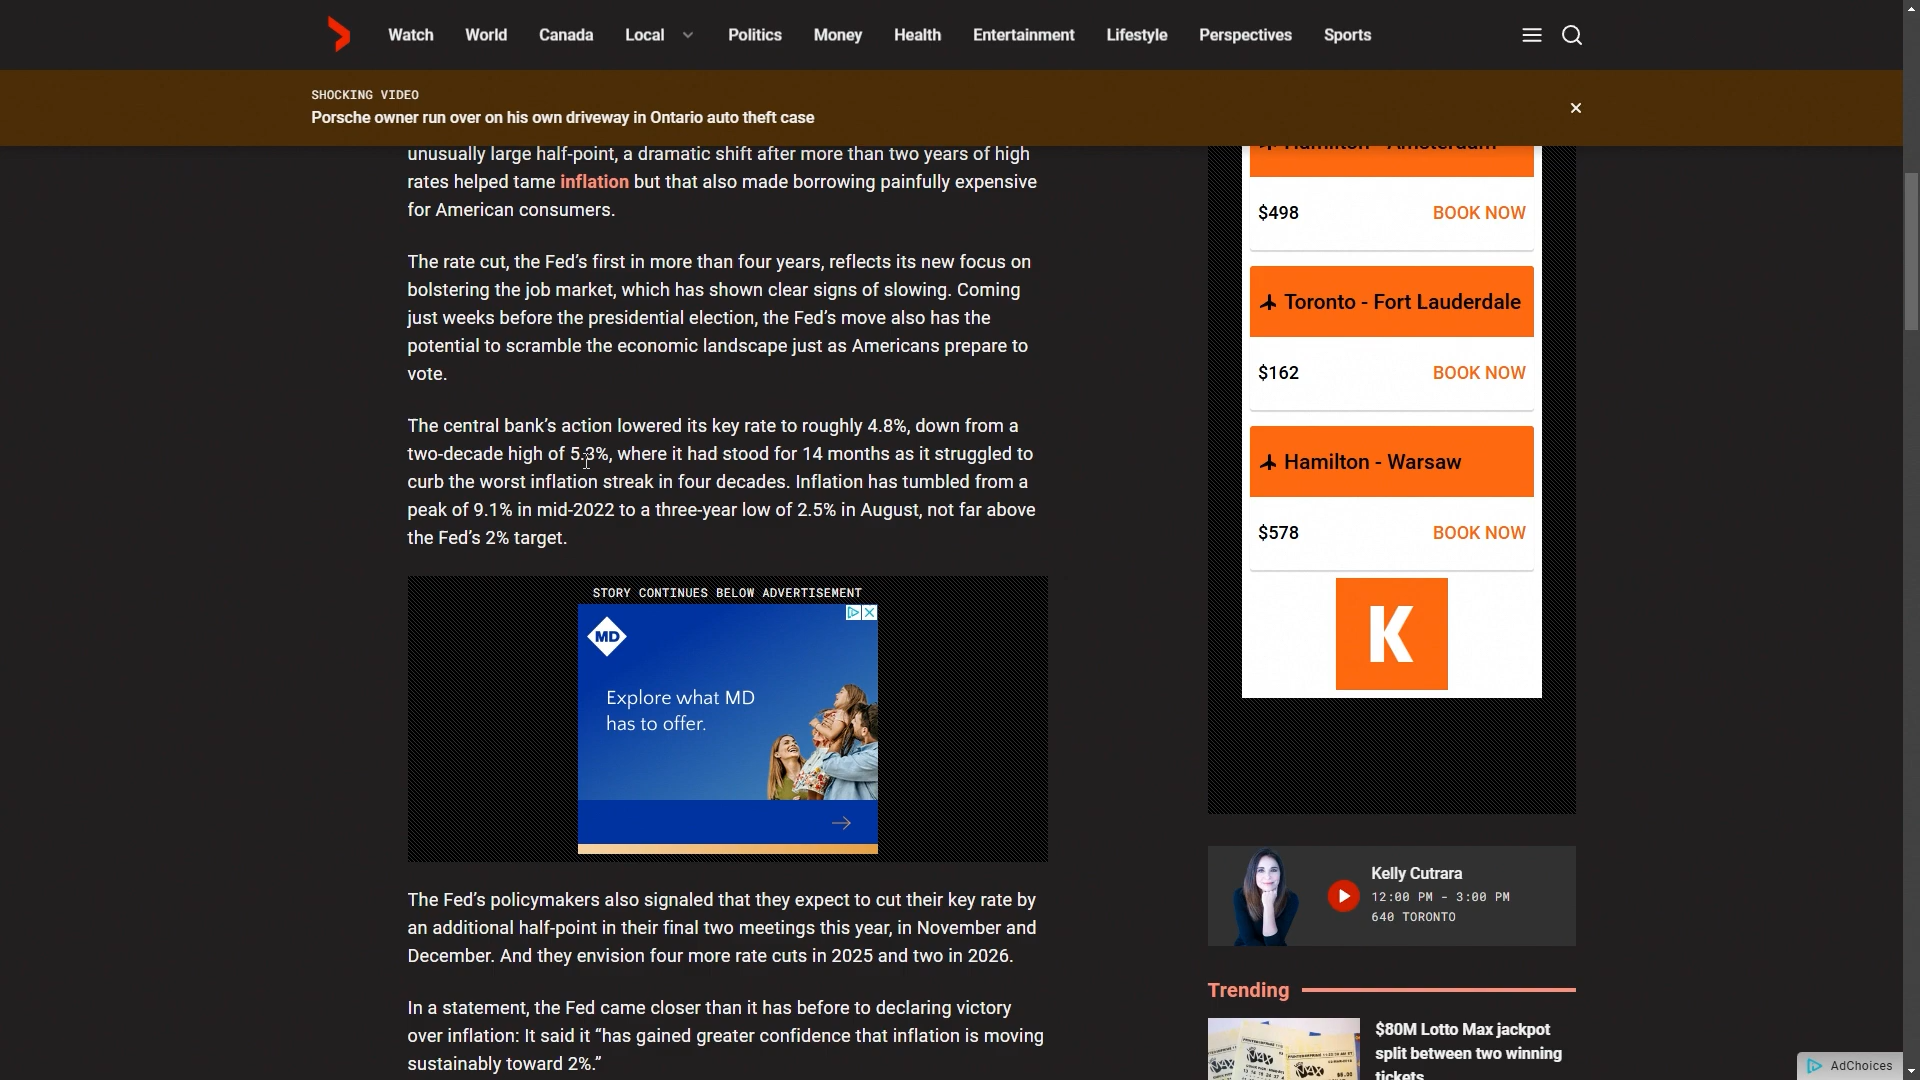 Watch World Canada Local Politics Money Health Entertainment Lifestyle Perspectives Sports
SHOCKING VIDEO
Porsche owner run over on his own driveway in Ontario auto theft case
unusually large half-point, a dramatic shift after more than two years of high
rates helped tame inflation but that also made borrowing painfully expensive
for American consumers.
The rate cut, the Fed’s first in more than four years, reflects its new focus on
bolstering the job market, which has shown clear signs of slowing. Coming
just weeks before the presidential election, the Fed’s move also has the
potential to scramble the economic landscape just as Americans prepare to
vote.
The central bank’s action lowered its key rate to roughly 4.8%, down from a
two-decade high of 5.3%, where it had stood for 14 months as it struggled to
curb the worst inflation streak in four decades. Inflation has tumbled from a
peak of 9.1% in mid-2022 to a three-year low of 2.5% in August, not far above
the Fed’s 2% target.
STORY CONTINUES BELOW ADVERTISEMENT
MD
Explore what MD
has to offer.
The Fed’s policymakers also signaled that they expect to cut their key rate by
an additional half-point in their final two meetings this year, in November and
December. And they envision four more rate cuts in 2025 and two in 2026.
In a statement, the Fed came closer than it has before to declaring victory
over inflation: It said it “has gained greater confidence that inflation is moving
sustainably toward 2%.”
Hamilton - Amsterdam
$498 BOOK NOW
Toronto - Fort Lauderdale
$162 BOOK NOW
Hamilton - Warsaw
$578 BOOK NOW
K
Kelly Cutrara
12:00 PM - 3:00 PM
640 TORONTO
Trending
$80M Lotto Max jackpot
split between two winning
tickets
AdChoices